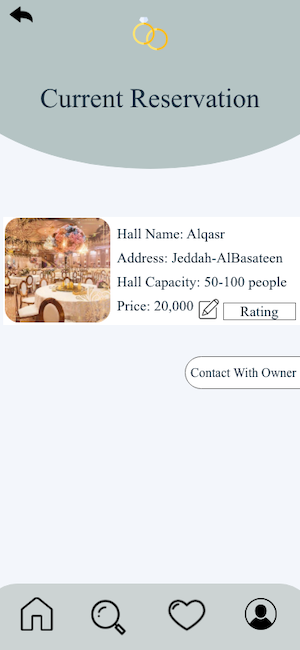 Current Reservation
Hall Name: Alqasr
Address: Jeddah-AlBasateen
Hall Capacity: 50-100 people
Price: 20,000
Rating
Contact With Owner